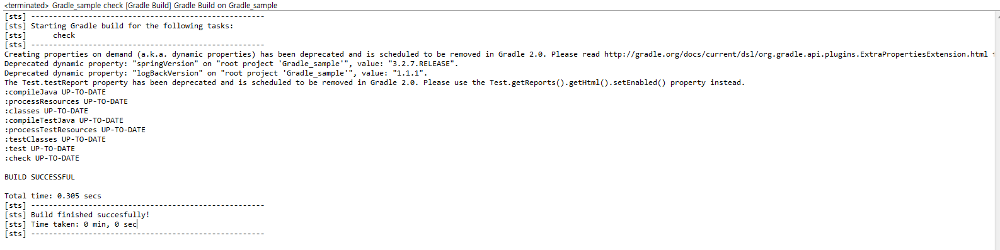 <terminated> Gradle_sample check [Gradle Build] Gradle Build on Gradle_sample
[sts] -----------------------------------------------------
[sts] Starting Gradle build for the following tasks:
[sts]      check
[sts] -----------------------------------------------------
Creating properties on demand (a.k.a. dynamic properties) has been deprecated and is scheduled to be removed in Gradle 2.0. Please read http://gradle.org/docs/current/dsl/org.gradle.api.plugins.ExtraPropertiesExtension.html
Deprecated dynamic property: "springVersion" on "root project 'Gradle_sample'", value: "3.2.7.RELEASE".
Deprecated dynamic property: "logBackVersion" on "root project 'Gradle_sample'", value: "1.1.1".
The Test.testReport property has been deprecated and is scheduled to be removed in Gradle 2.0. Please use the Test.getReports().getHtml().setEnabled() property instead.
:compileJava UP-TO-DATE
:processResources UP-TO-DATE
:classes UP-TO-DATE
:compileTestJava UP-TO-DATE
:processTestResources UP-TO-DATE
:testClasses UP-TO-DATE
:test UP-TO-DATE
:check UP-TO-DATE
BUILD SUCCESSFUL
Total time: 0.305 secs
[sts] -----------------------------------------------------
[sts] Build finished succesfully!
[sts] Time taken: 0 min, 0 sec
[sts] -----------------------------------------------------